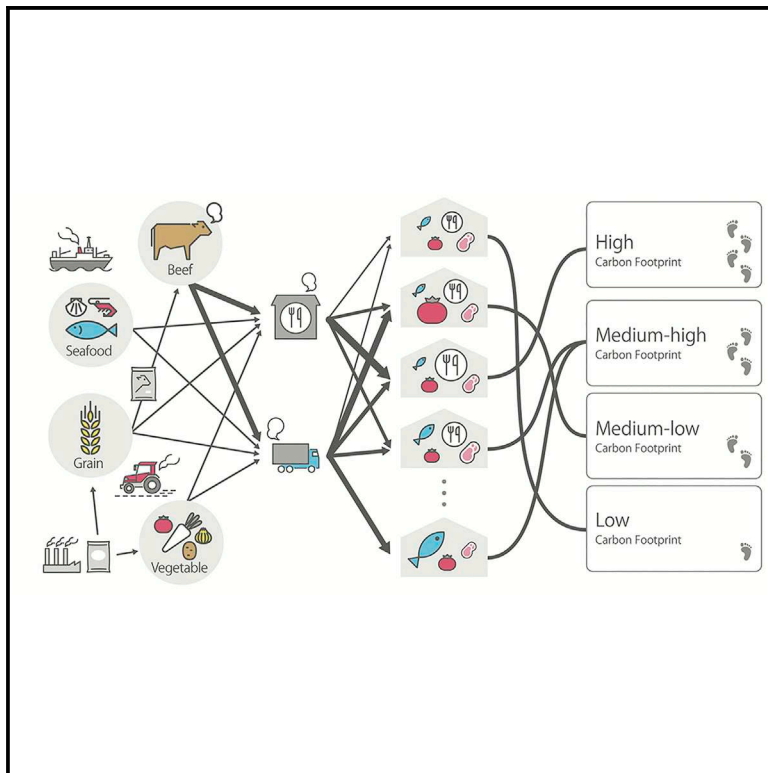 Beef
Seafood
Grain
Vegetable
High
Carbon Footprint
Medium-high
Carbon Footprint
Medium-low
Carbon Footprint
Low
Carbon Footprint